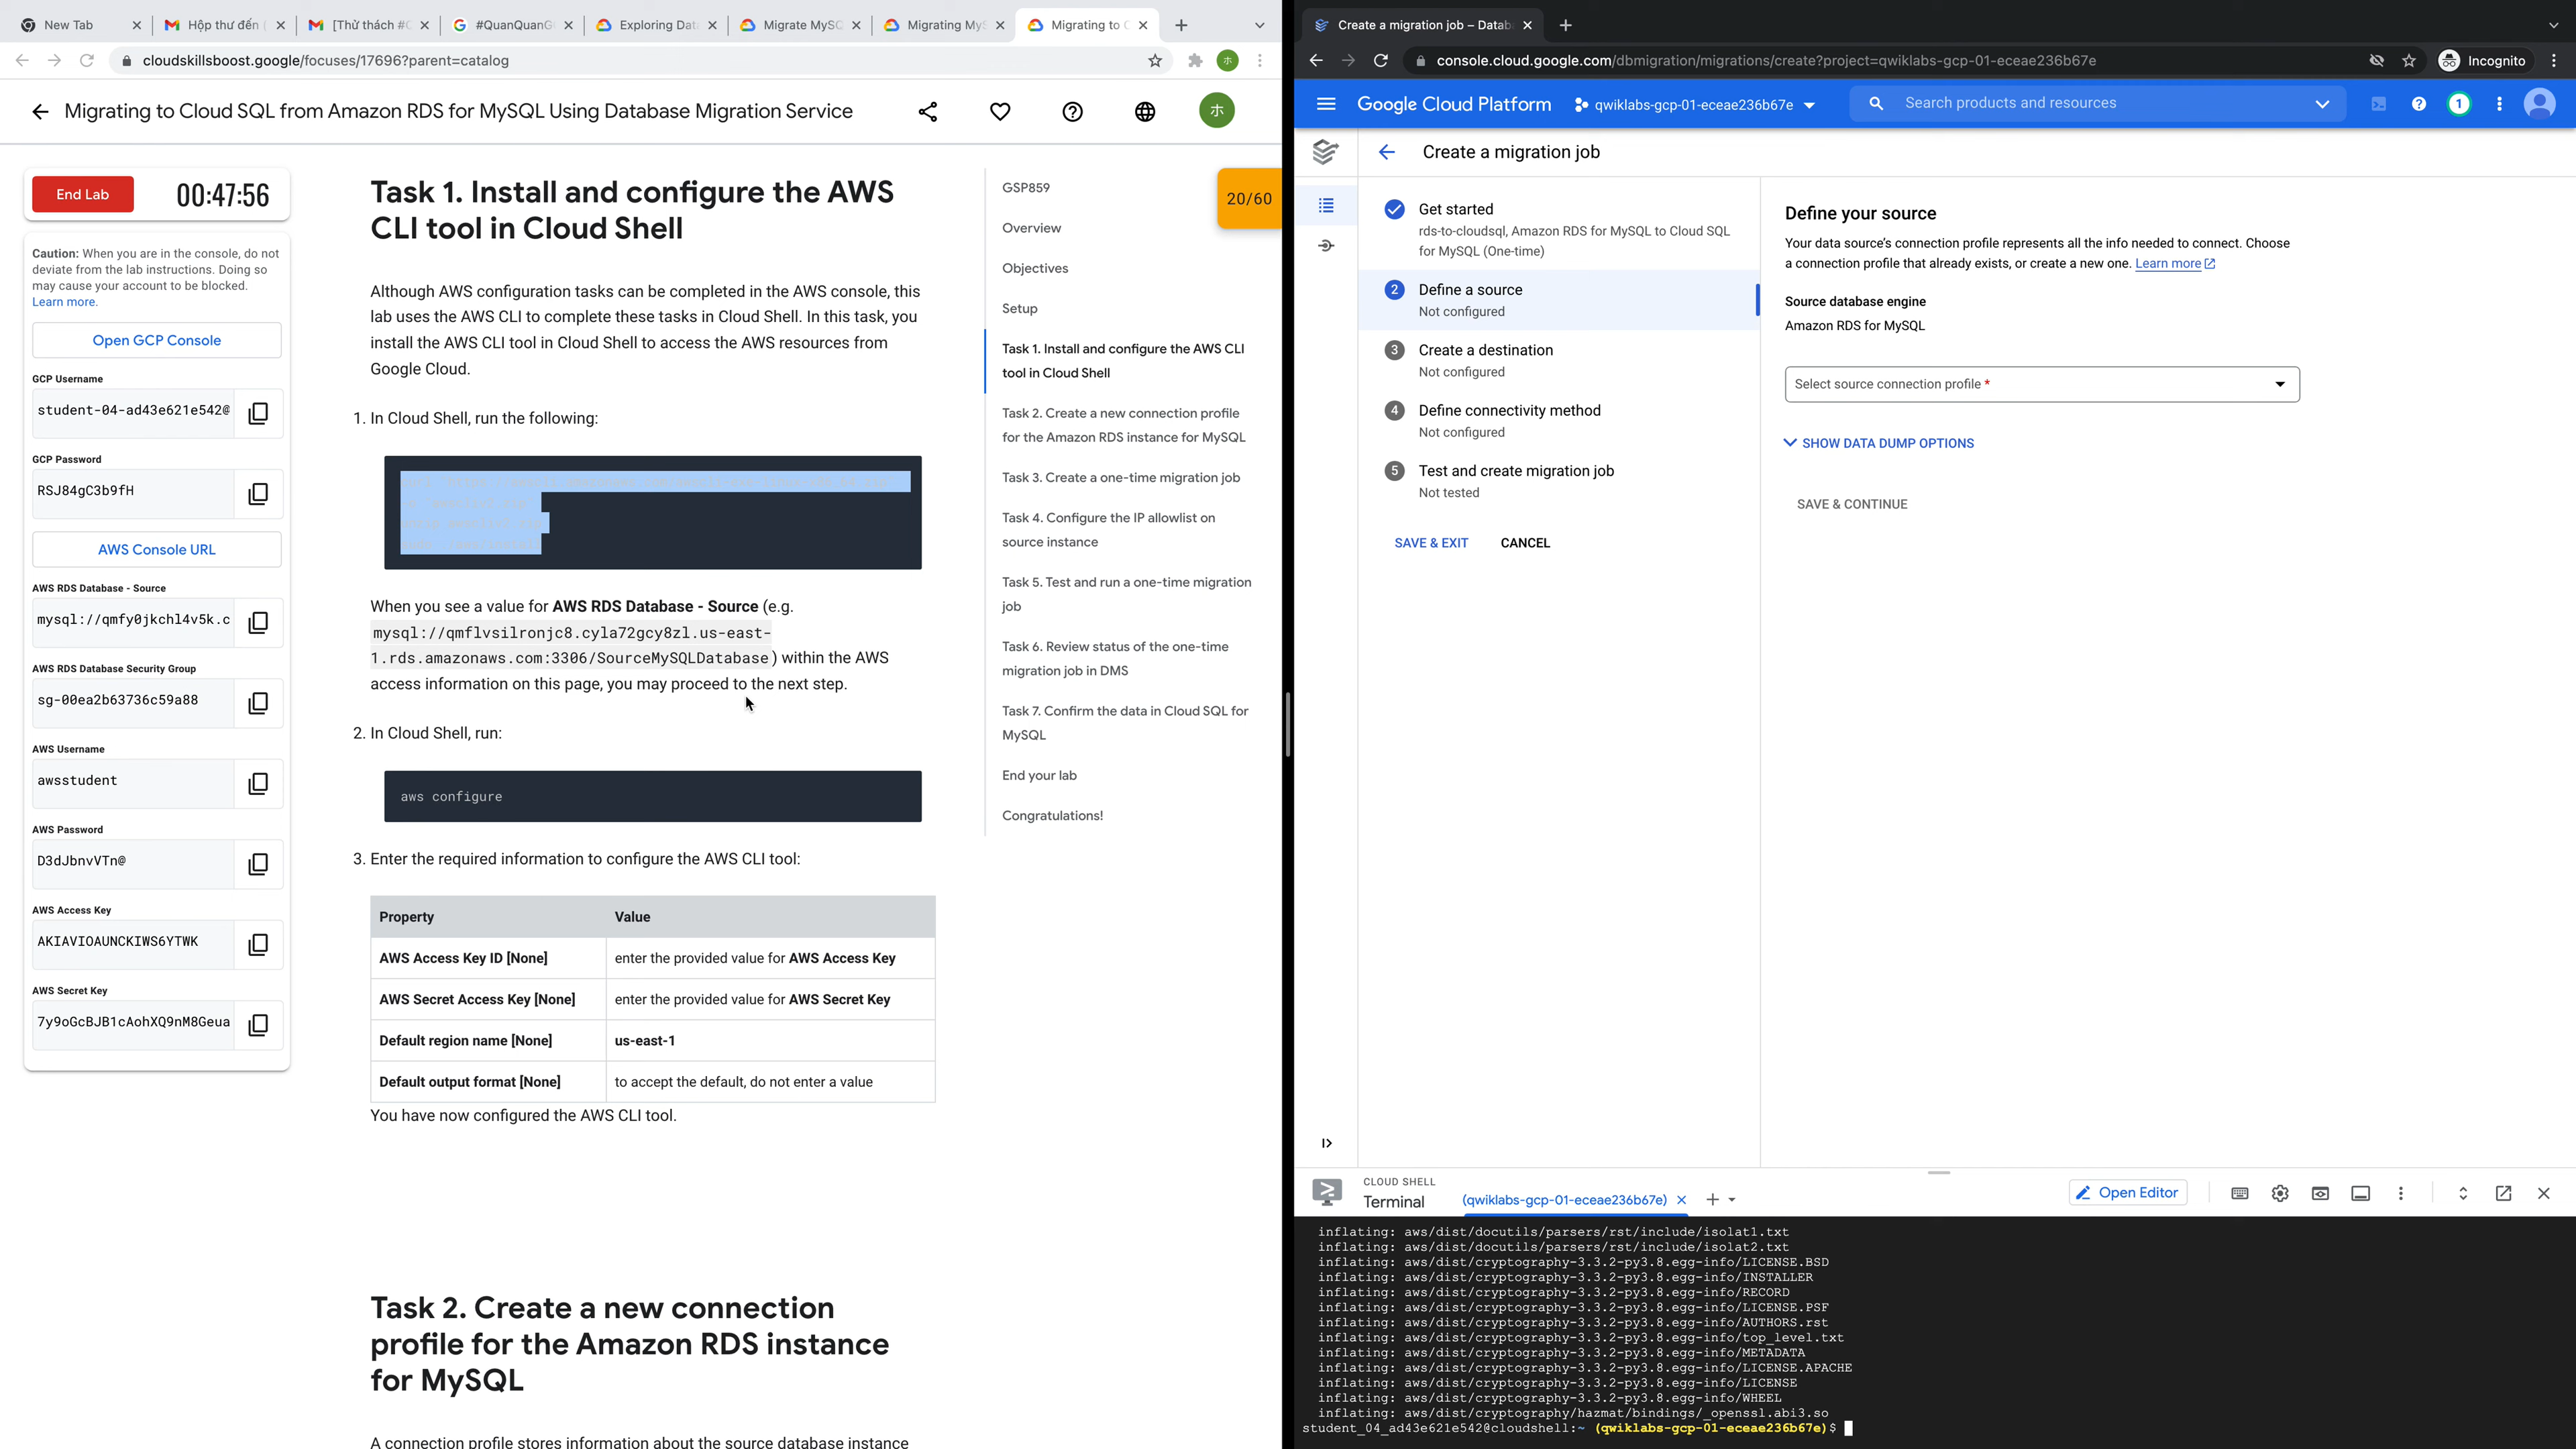 New Tab
Hộp thư đến (
[Thử thách #C
#QuanQuanG
Exploring Dat
Migrate MySQ
Migrating MyS
Migrating to C
cloudskillsboost.google/focuses/17696?parent=catalog
ホ
Migrating to Cloud SQL from Amazon RDS for MySQL Using Database Migration Service
ホ
End Lab
00:47:56
Caution: When you are in the console, do not
deviate from the lab instructions. Doing so
may cause your account to be blocked.
Learn more.
Open GCP Console
GCP Username
student-04-ad43e621e542@
GCP Password
RSJ84gC3b9fH
AWS Console URL
AWS RDS Database - Source
mysql://qmfy0jkchl4v5k.c
AWS RDS Database Security Group
sg-00ea2b63736c59a88
AWS Username
awsstudent
AWS Password
D3dJbnvVTn@
AWS Access Key
AKIAVIOAUNCKIWS6YTWK
AWS Secret Key
7y9oGcBJB1cAohXQ9nM8Geua
Task 1. Install and configure the AWS
CLI tool in Cloud Shell
Although AWS configuration tasks can be completed in the AWS console, this
lab uses the AWS CLI to complete these tasks in Cloud Shell. In this task, you
install the AWS CLI tool in Cloud Shell to access the AWS resources from
Google Cloud.
1. In Cloud Shell, run the following:
When you see a value for AWS RDS Database - Source (e.g.
mysql://qmflvsilronjc8.cyla72gcy8zl.us-east-
1.rds.amazonaws.com:3306/SourceMySQLDatabase) within the AWS
access information on this page, you may proceed to the next step.
2. In Cloud Shell, run:
aws configure
3. Enter the required information to configure the AWS CLI tool:
Property Value
AWS Access Key ID [None] enter the provided value for AWS Access Key
AWS Secret Access Key [None] enter the provided value for AWS Secret Key
Default region name [None] us-east-1
Default output format [None] to accept the default, do not enter a value
You have now configured the AWS CLI tool.
Task 2. Create a new connection
profile for the Amazon RDS instance
for MySQL
A connection profile stores information about the source database instance
20/60
GSP859
Overview
Objectives
Setup
Task 1. Install and configure the AWS CLI
tool in Cloud Shell
Task 2. Create a new connection profile
for the Amazon RDS instance for MySQL
Task 3. Create a one-time migration job
Task 4. Configure the IP allowlist on
source instance
Task 5. Test and run a one-time migration
job
Task 6. Review status of the one-time
migration job in DMS
Task 7. Confirm the data in Cloud SQL for
MySQL
End your lab
Congratulations!
Create a migration job – Datab
console.cloud.google.com/dbmigration/migrations/create?project=qwiklabs-gcp-01-eceae236b67e
Incognito
Google Cloud Platform
qwiklabs-gcp-01-eceae236b67e
Search products and resources
1
Create a migration job
Get started
rds-to-cloudsql, Amazon RDS for MySQL to Cloud SQL
for MySQL (One-time)
2 Define a source
Not configured
3 Create a destination
Not configured
4 Define connectivity method
Not configured
5 Test and create migration job
Not tested
SAVE & EXIT
CANCEL
Define your source
Your data source's connection profile represents all the info needed to connect. Choose
a connection profile that already exists, or create a new one. Learn more
Source database engine
Amazon RDS for MySQL
Select source connection profile *
SHOW DATA DUMP OPTIONS
SAVE & CONTINUE
CLOUD SHELL
Terminal
(qwiklabs-gcp-01-eceae236b67e)
Open Editor
inflating: aws/dist/docutils/parsers/rst/include/isolat1.txt
inflating: aws/dist/docutils/parsers/rst/include/isolat2.txt
inflating: aws/dist/cryptography-3.3.2-py3.8.egg-info/LICENSE.BSD
inflating: aws/dist/cryptography-3.3.2-py3.8.egg-info/INSTALLER
inflating: aws/dist/cryptography-3.3.2-py3.8.egg-info/RECORD
inflating: aws/dist/cryptography-3.3.2-py3.8.egg-info/LICENSE.PSF
inflating: aws/dist/cryptography-3.3.2-py3.8.egg-info/AUTHORS.rst
inflating: aws/dist/cryptography-3.3.2-py3.8.egg-info/top_level.txt
inflating: aws/dist/cryptography-3.3.2-py3.8.egg-info/METADATA
inflating: aws/dist/cryptography-3.3.2-py3.8.egg-info/LICENSE.APACHE
inflating: aws/dist/cryptography-3.3.2-py3.8.egg-info/LICENSE
inflating: aws/dist/cryptography-3.3.2-py3.8.egg-info/WHEEL
inflating: aws/dist/cryptography/hazmat/bindings/_openssl.abi3.so
student_04_ad43e621e542@cloudshell:~ (qwiklabs-gcp-01-eceae236b67e)$